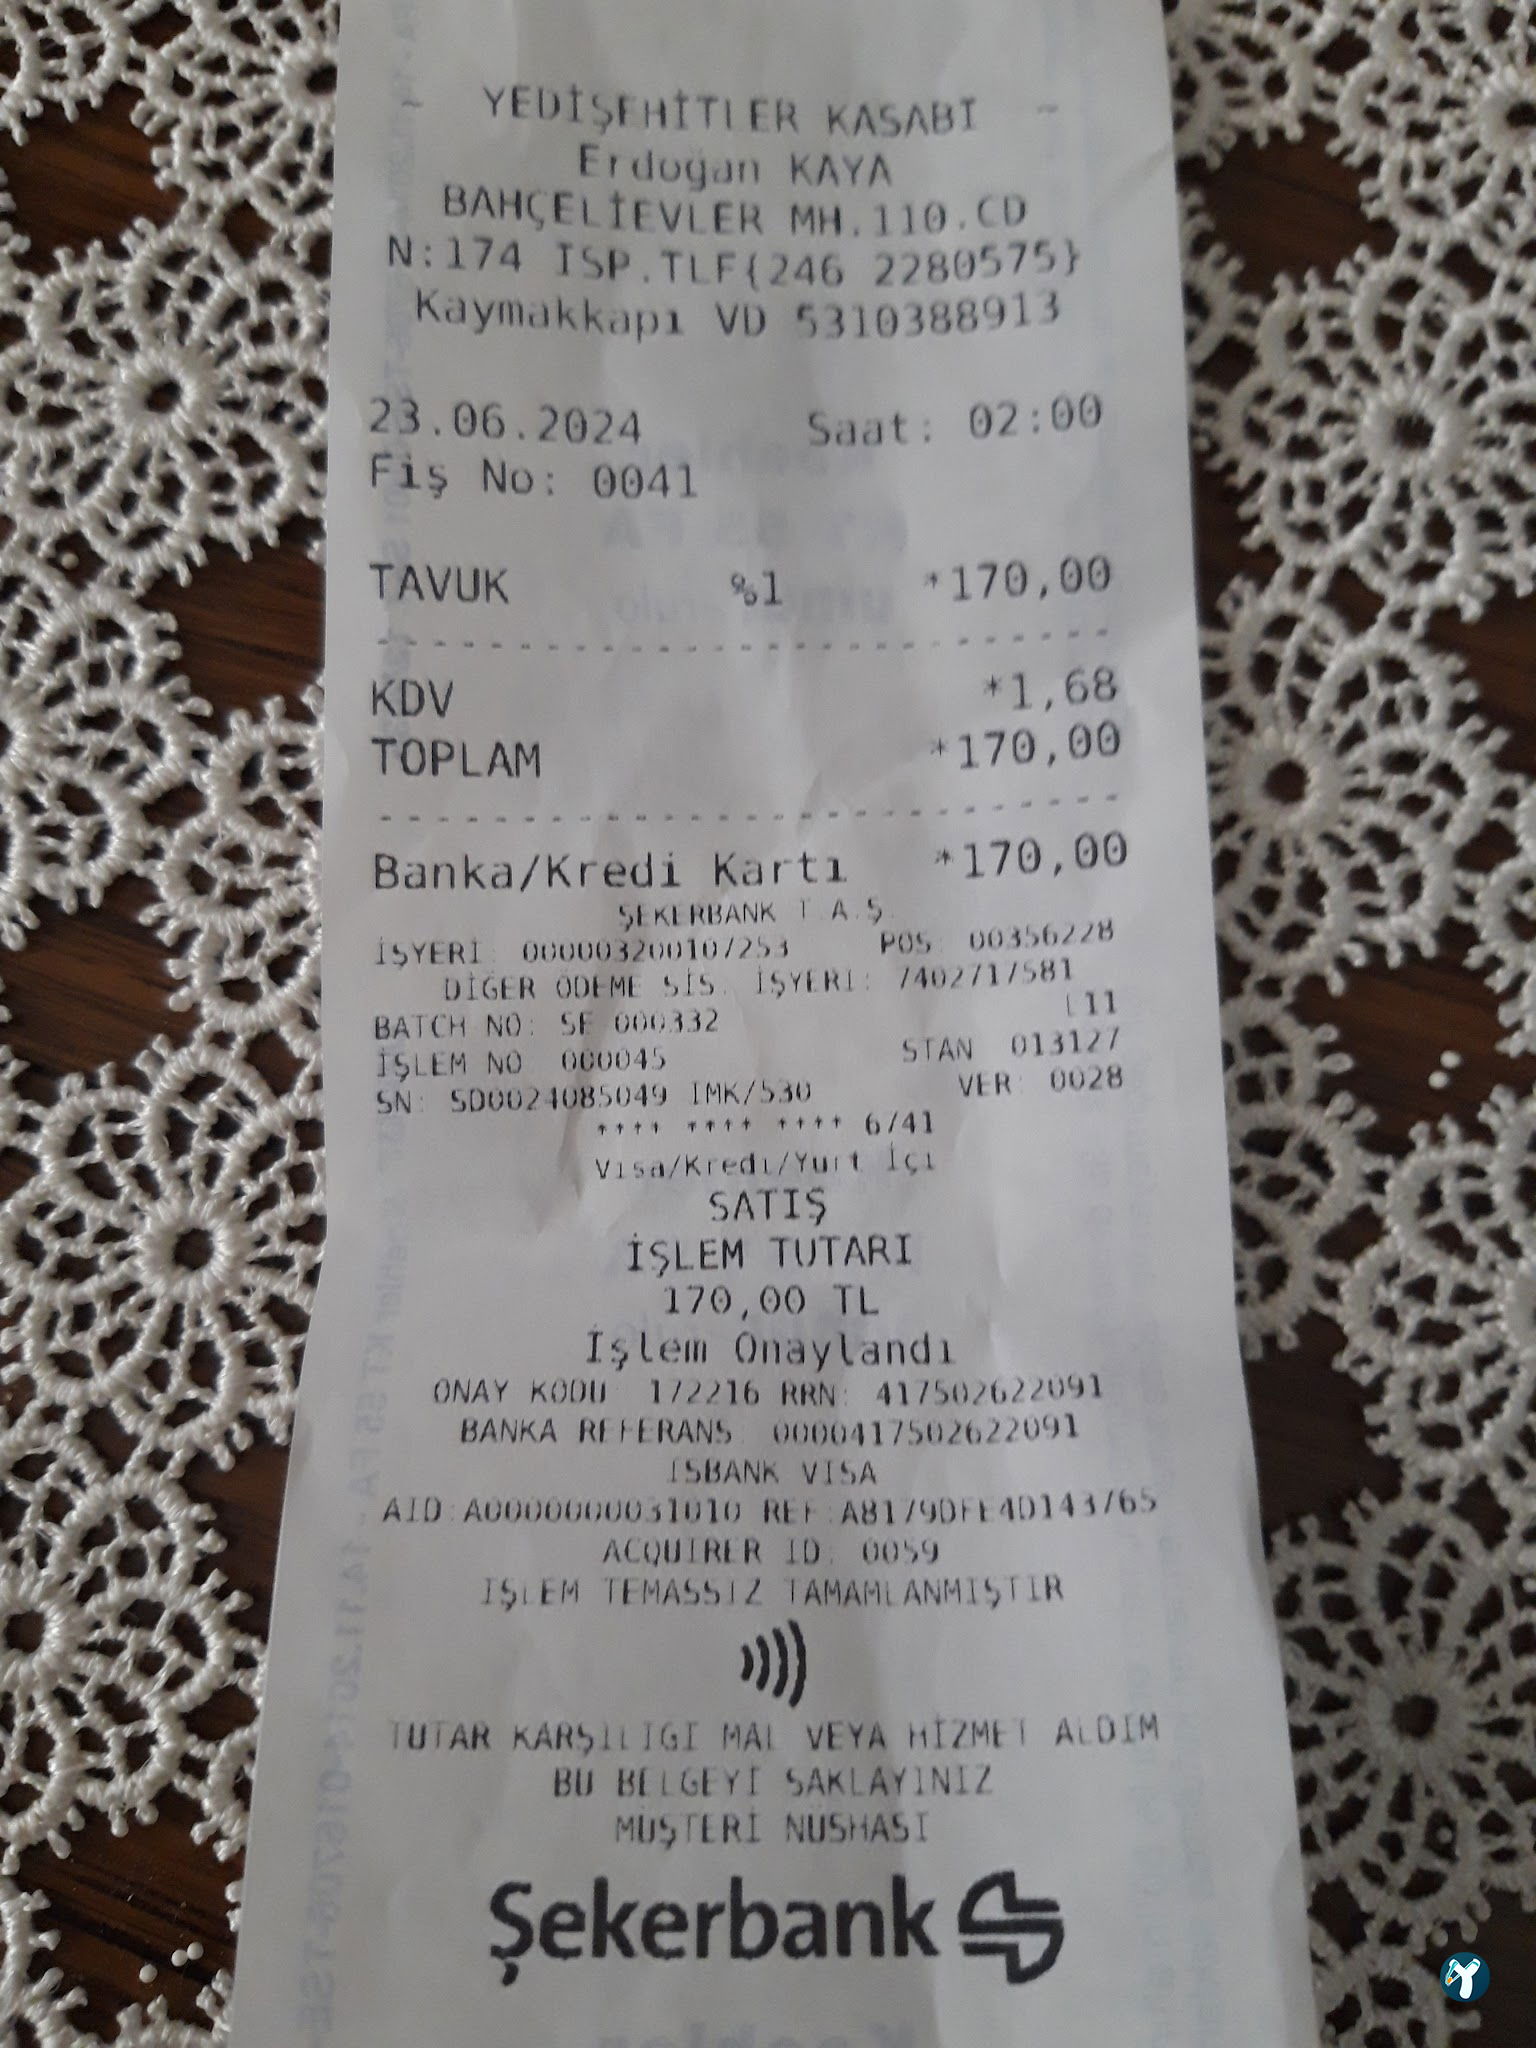 YEDİŞEHİTLER KASABI
Erdoğan KAYA
BAHÇELİEVLER MH.110.CD
N:174 ISP.TLF{246 2280575}
Kaymakkapı VD 5310388913
23.06.2024 Saat: 02:00
Fiş No: 0041
TAVUK %1 *170,00
KDV *1,68
TOPLAM *170,00
Banka/Kredi Kartı *170,00
ŞEKERBANK T.A.Ş.
İŞYERİ: 000003200107253 POS: 00356228
DİĞER ÖDEME SİS. İŞYERİ: 7402717581
BATCH NO: SF 000332 L11
İŞLEM NO 000045 STAN 013127
SN: SD0024085049 IMK/530 VER: 0028
**** **** **** 6741
Visa/Kredi/Yurt İçi
SATIŞ
İŞLEM TUTARI
170,00 TL
İşlem Onaylandı
ONAY KODU: 172216 RRN: 417502622091
BANKA REFERANS: 0000417502622091
ISBANK VISA
AID:A0000000031010 REF:A8179DFE4D143765
ACQUIRER ID: 0059
İŞLEM TEMASSIZ TAMAMLANMIŞTIR
TUTAR KARŞILIĞI MAL VEYA HİZMET ALDIM
BU BELGEYİ SAKLAYINIZ
MÜŞTERİ NÜSHASI
Şekerbank